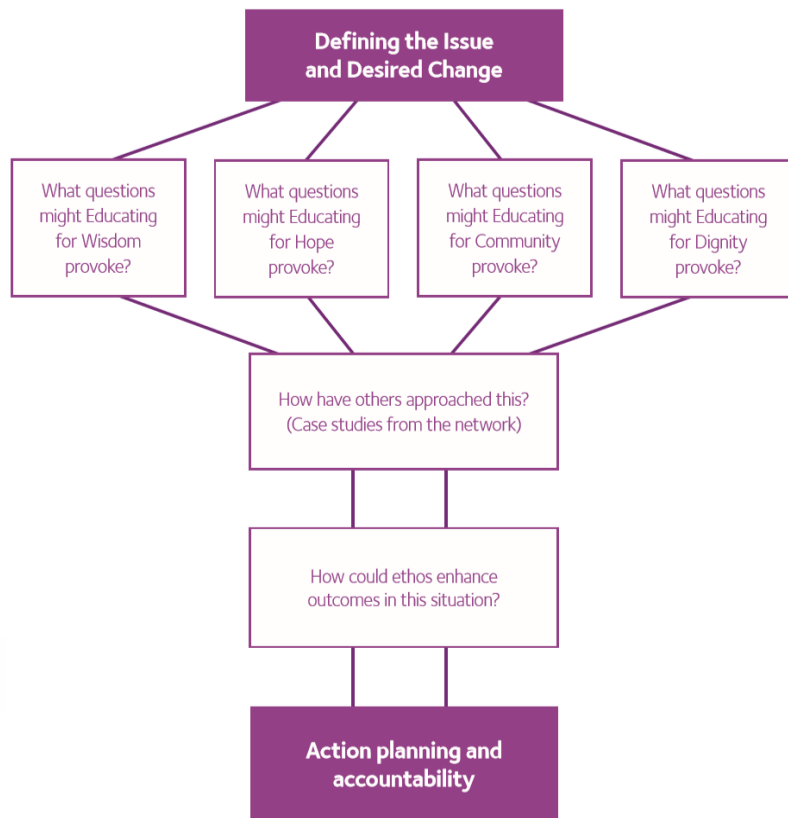 Defining the Issue
and Desired Change
What questions
might Educating
for Wisdom
provoke?
What questions
might Educating
for Hope
provoke?
What questions
might Educating
for Community
provoke?
What questions
might Educating
for Dignity
provoke?
How have others approached this?
(Case studies from the network)
How could ethos enhance
outcomes in this situation?
Action planning and
accountability